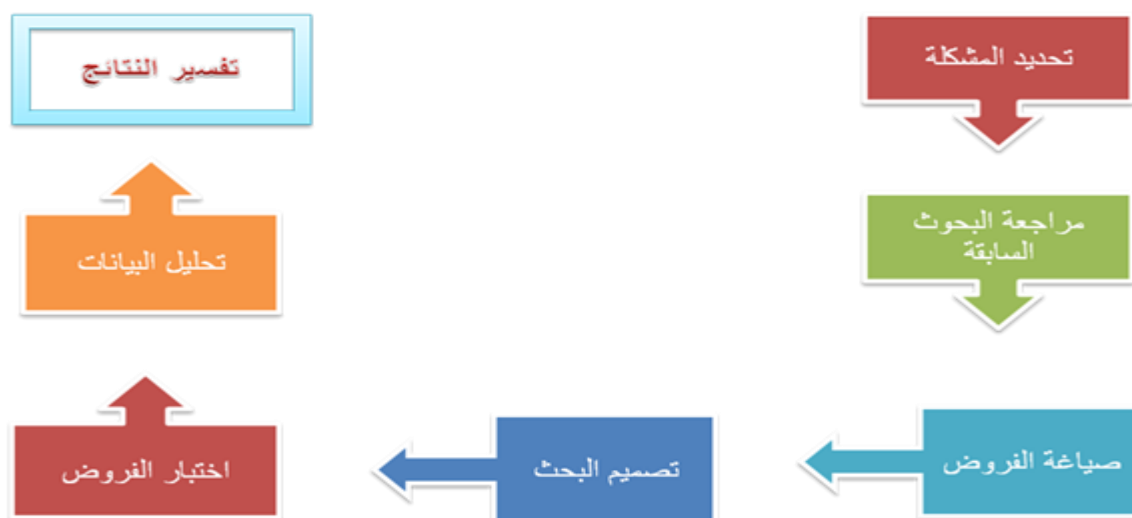 تحديد المشكلة
مراجعة البحوث
السابقة
صياغة الفروض
تصميم البحث
اختبار الفروض
تحليل البيانات
تفسير النتائج